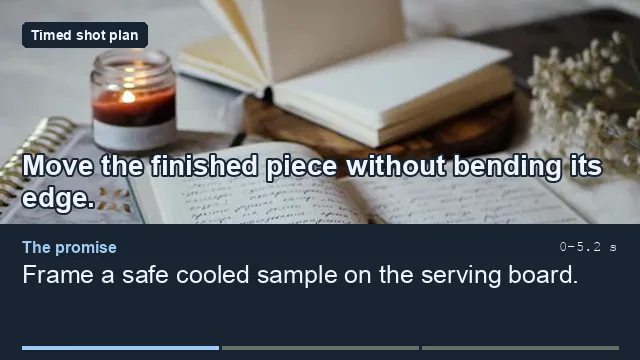 Timed shot plan
Move the finished piece without bending its
edge.
The promise
0–5.2 s
Frame a safe cooled sample on the serving board.